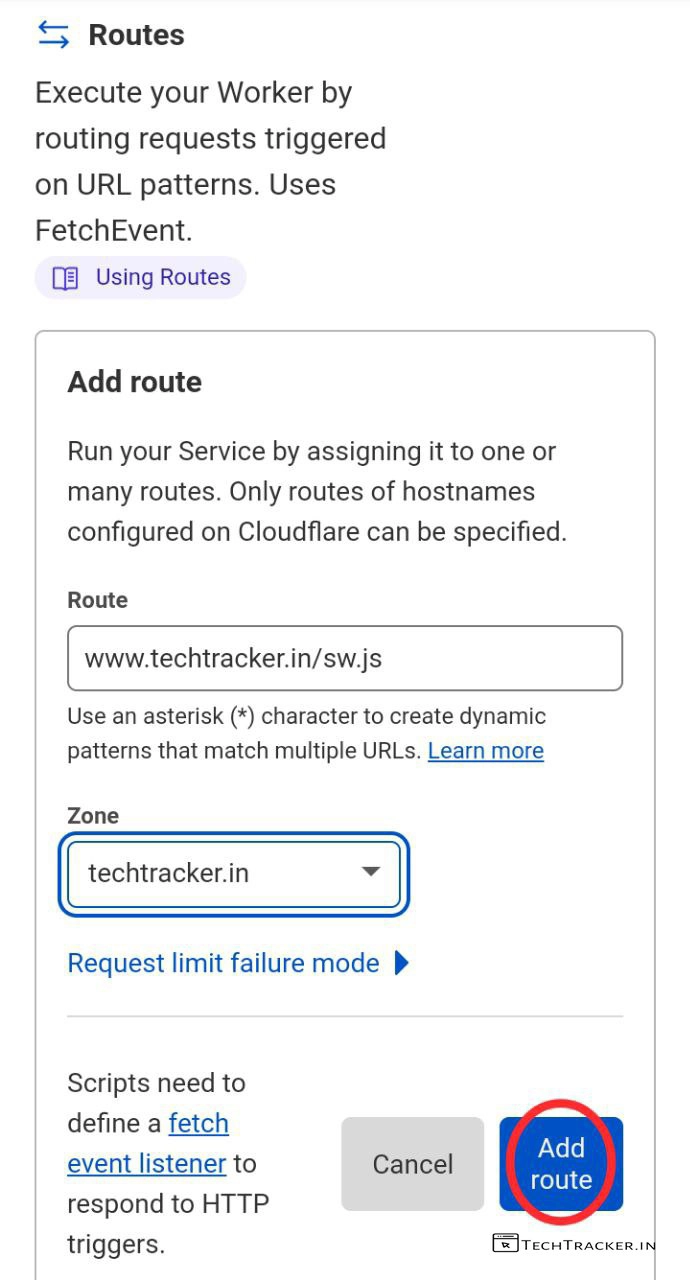 Routes
Execute your Worker by
routing requests triggered
on URL patterns. Uses
FetchEvent.
Using Routes
Add route
Run your Service by assigning it to one or
many routes. Only routes of hostnames
configured on Cloudflare can be specified.
Route
www.techtracker.in/sw.js
Use an asterisk (*) character to create dynamic
patterns that match multiple URLs. Learn more
Zone
techtracker.in
Request limit failure mode
Scripts need to
define a fetch
event listener to
respond to HTTP
triggers.
Cancel
Add
route
TECHTRACKER.IN